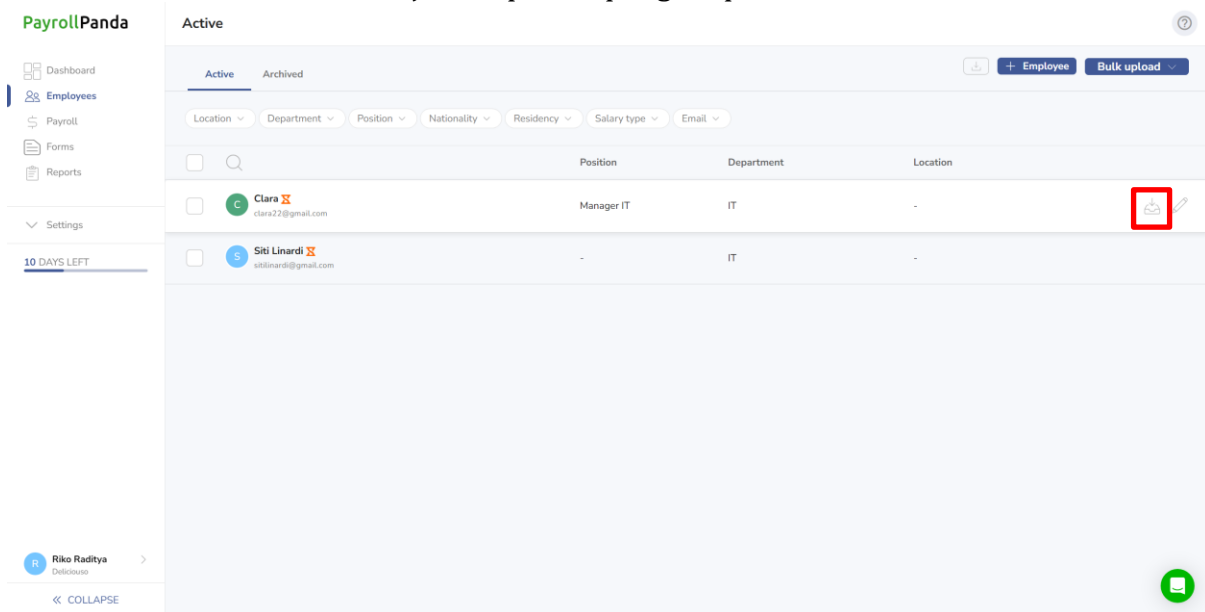 PayrollPanda
Active
Dashboard
Employees
Payroll
Forms
Reports
Settings
10 DAYS LEFT
Active Archived
+ Employee Bulk upload
Location Department Position Nationality Residency Salary type Email
Position Department Location
C Clara
clara22@gmail.com
Manager IT IT -
S Siti Linardi
sitilinardi@gmail.com
- IT -
R Riko Raditya
Deliciouso
COLLAPSE